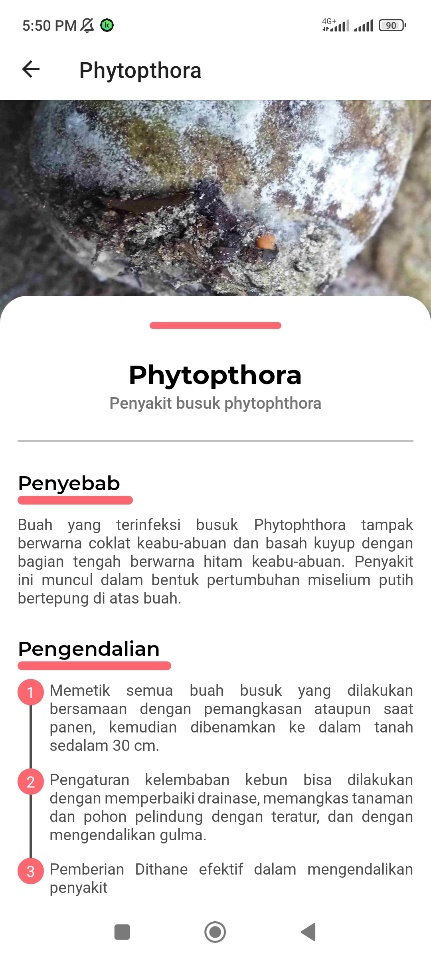 5:50 PM
4G+
90
Phytopthora
Phytopthora
Penyakit busuk phytophthora
Penyebab
Buah yang terinfeksi busuk Phytophthora tampak
berwarna coklat keabu-abuan dan basah kuyup dengan
bagian tengah berwarna hitam keabu-abuan. Penyakit
ini muncul dalam bentuk pertumbuhan miselium putih
bertepung di atas buah.
Pengendalian
1 Memetik semua buah busuk yang dilakukan
bersamaan dengan pemangkasan ataupun saat
panen, kemudian dibenamkan ke dalam tanah
sedalam 30 cm.
2 Pengaturan kelembaban kebun bisa dilakukan
dengan memperbaiki drainase, memangkas tanaman
dan pohon pelindung dengan teratur, dan dengan
mengendalikan gulma.
3 Pemberian Dithane efektif dalam mengendalikan
penyakit